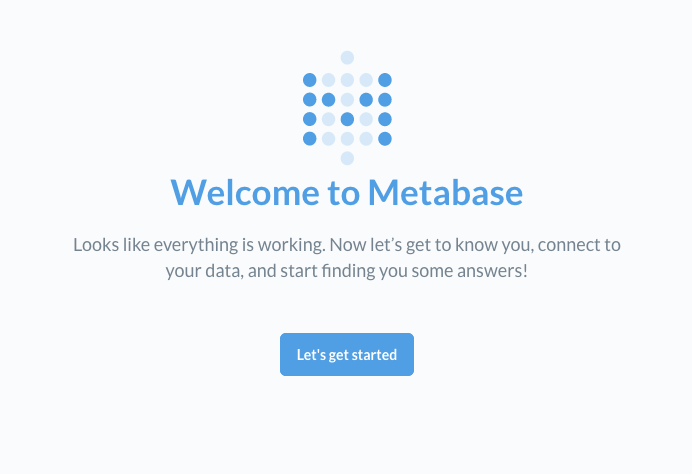 Welcome to Metabase
Looks like everything is working. Now let’s get to know you, connect to
your data, and start finding you some answers!
Let's get started